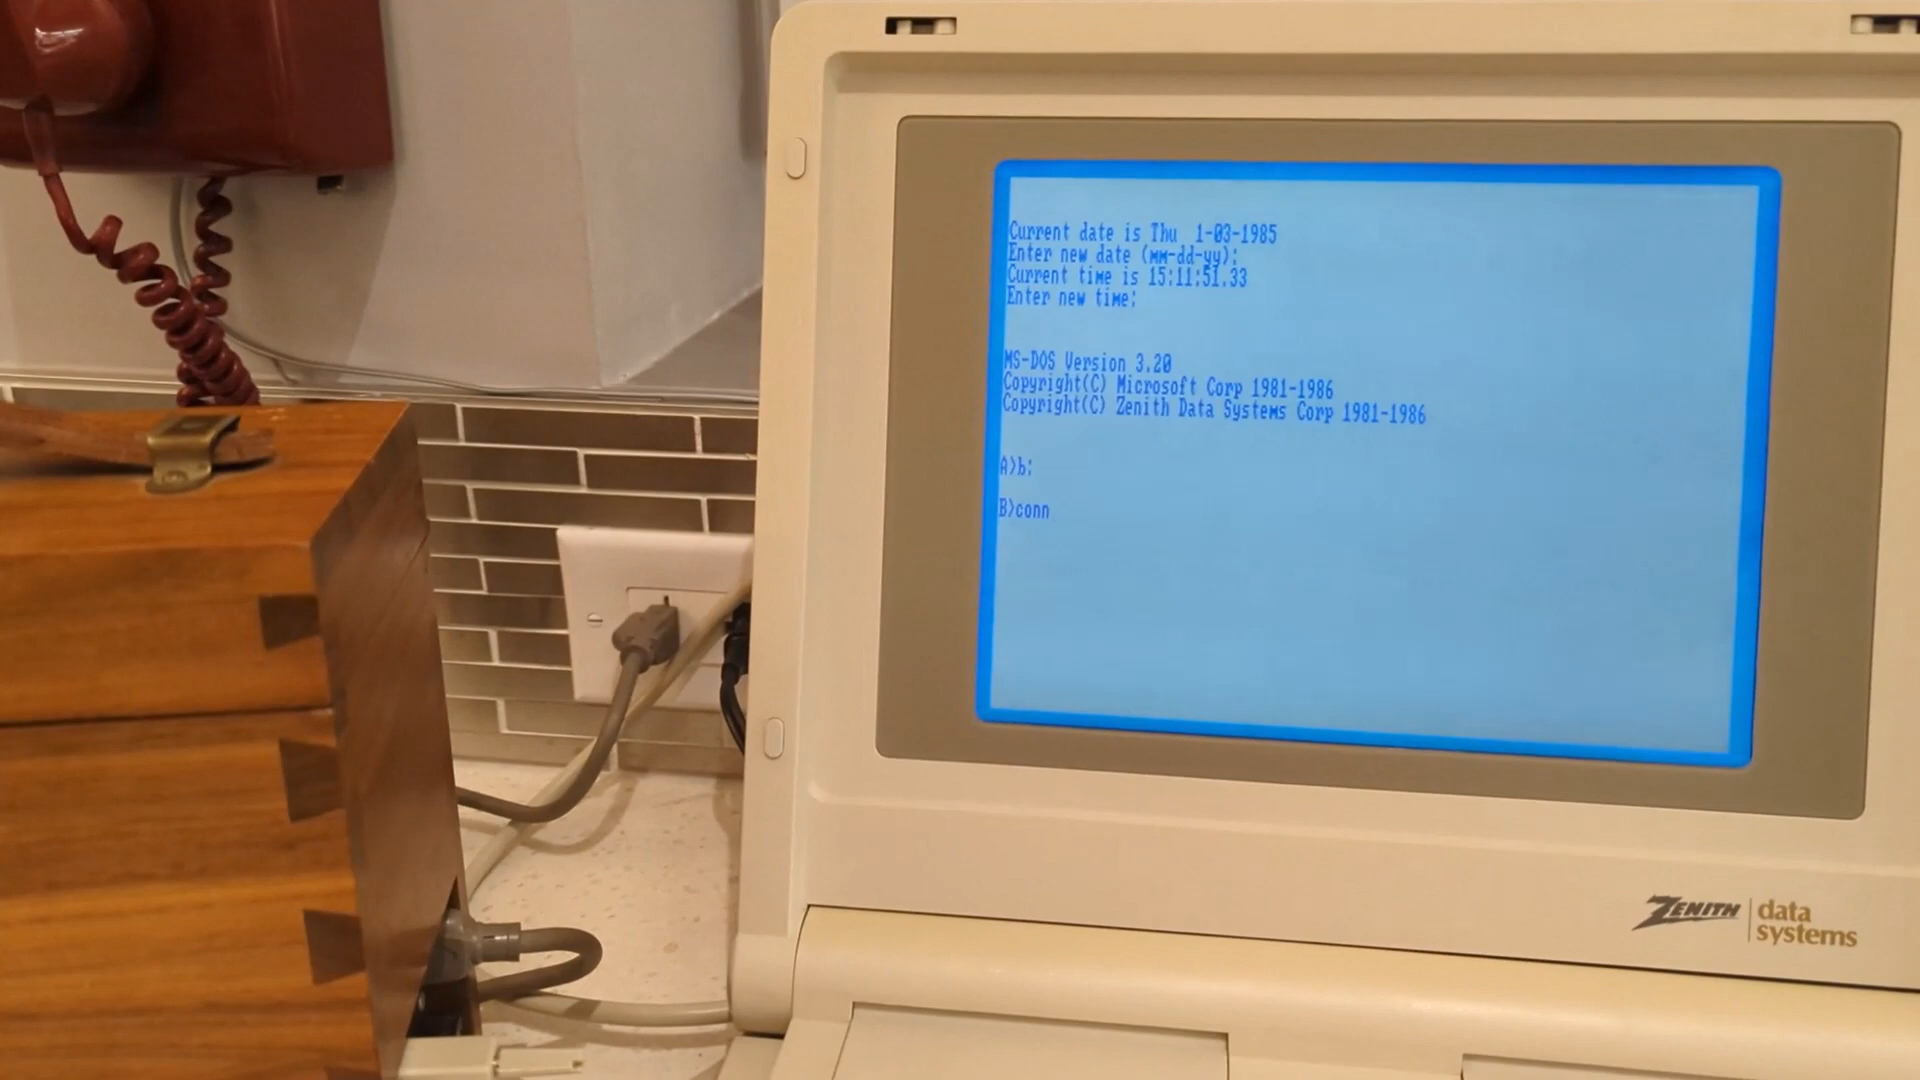 Current date is Thu  1-03-1985
Enter new date (mm-dd-yy):
Current time is 15:11:51.33
Enter new time:
MS-DOS Version 3.20
Copyright(C) Microsoft Corp 1981-1986
Copyright(C) Zenith Data Systems Corp 1981-1986
A>b:
B>conn
ZENITH data systems